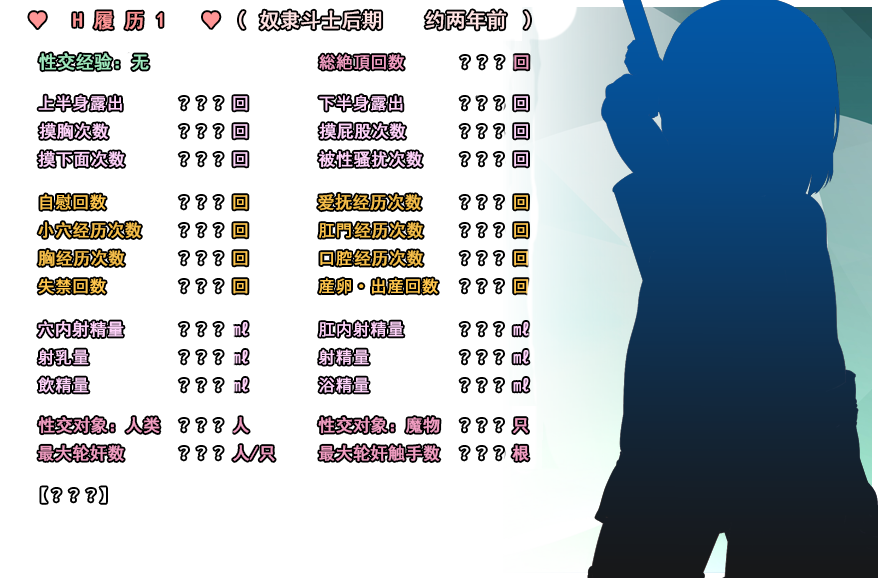 ♥ H 履 历 1 ♥ ( 奴隶斗士后期 约两年前 )
性交经验: 无 総絶頂回数 ？？？回
上半身露出 ？？？回 下半身露出 ？？？回
摸胸次数 ？？？回 摸屁股次数 ？？？回
摸下面次数 ？？？回 被性骚扰次数 ？？？回
自慰回数 ？？？回 爱抚经历次数 ？？？回
小穴经历次数 ？？？回 肛門经历次数 ？？？回
胸经历次数 ？？？回 口腔经历次数 ？？？回
失禁回数 ？？？回 産卵・出産回数 ？？？回
穴内射精量 ？？？㎖ 肛内射精量 ？？？㎖
射乳量 ？？？㎖ 射精量 ？？？㎖
飲精量 ？？？㎖ 浴精量 ？？？㎖
性交对象: 人类 ？？？人 性交对象: 魔物 ？？？只
最大轮奸数 ？？？人/只 最大轮奸触手数 ？？？根
【？？？】